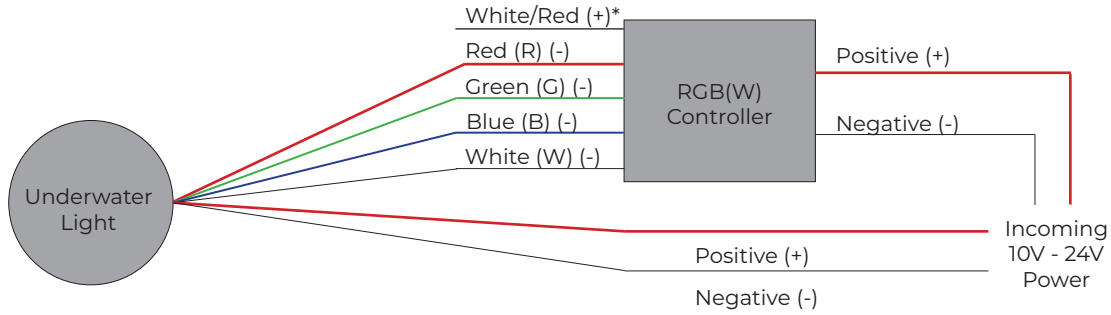 White/Red (+)*
Red (R) (-)
Green (G) (-)
Blue (B) (-)
White (W) (-)
RGB(W)
Controller
Positive (+)
Negative (-)
Underwater
Light
Positive (+)
Negative (-)
Incoming
10V - 24V
Power